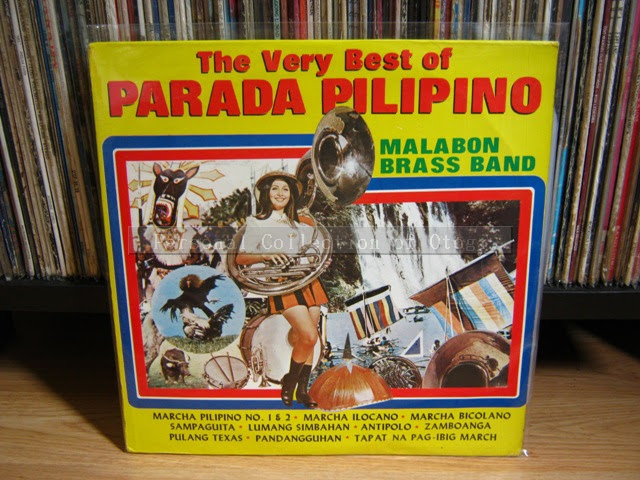 The Very Best of
PARADA PILIPINO
MALABON
BRASS BAND
Personal Collection of Otugs
MARCHA PILIPINO NO. 1 & 2 • MARCHA ILOCANO • MARCHA BICOLANO
SAMPAGUITA • LUMANG SIMBAHAN • ANTIPOLO • ZAMBOANGA
PULANG TEXAS • PANDANGGUHAN • TAPAT NA PAG-IBIG MARCH